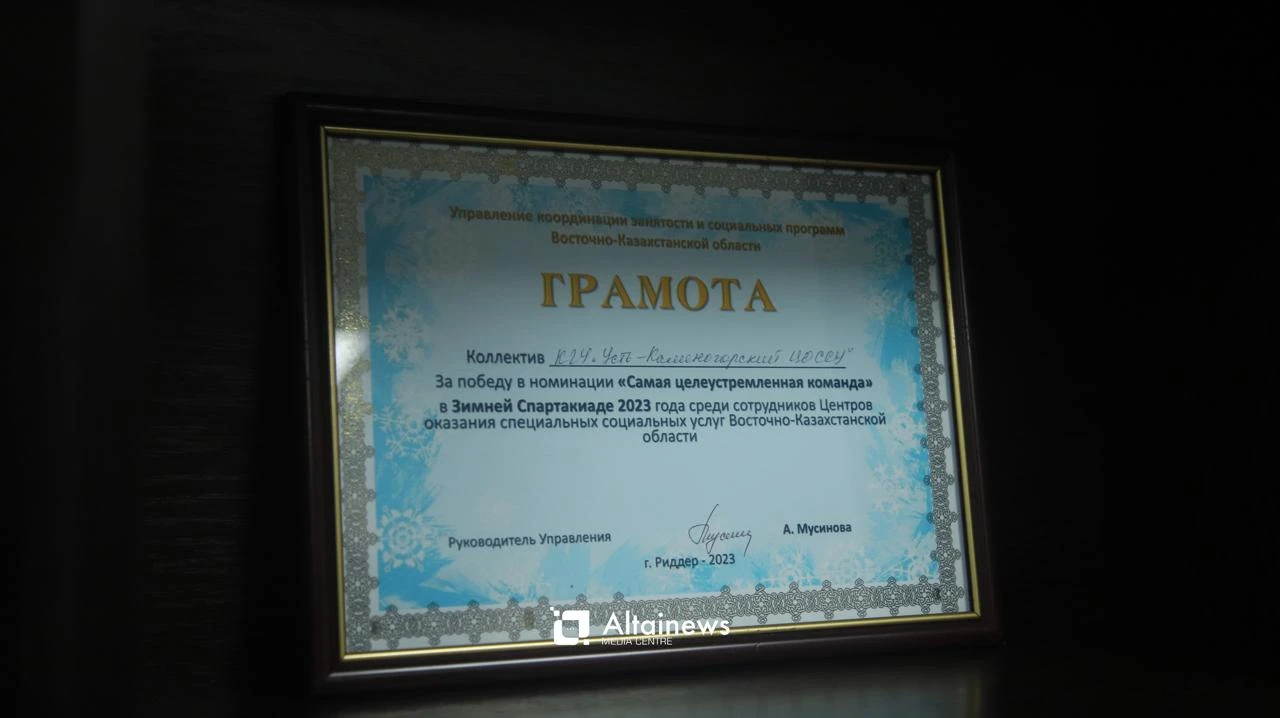 Управление координации занятости и социальных программ
Восточно-Казахстанской области
ГРАМОТА
Коллектив КГУ „Усть-Каменогорский ЦОССУ"
За победу в номинации «Самая целеустремленная команда»
в Зимней Спартакиаде 2023 года среди сотрудников Центров
оказания специальных социальных услуг Восточно-Казахстанской
области
Руководитель Управления А. Мусинова
г. Риддер - 2023
Altainews
MEDIA CENTRE